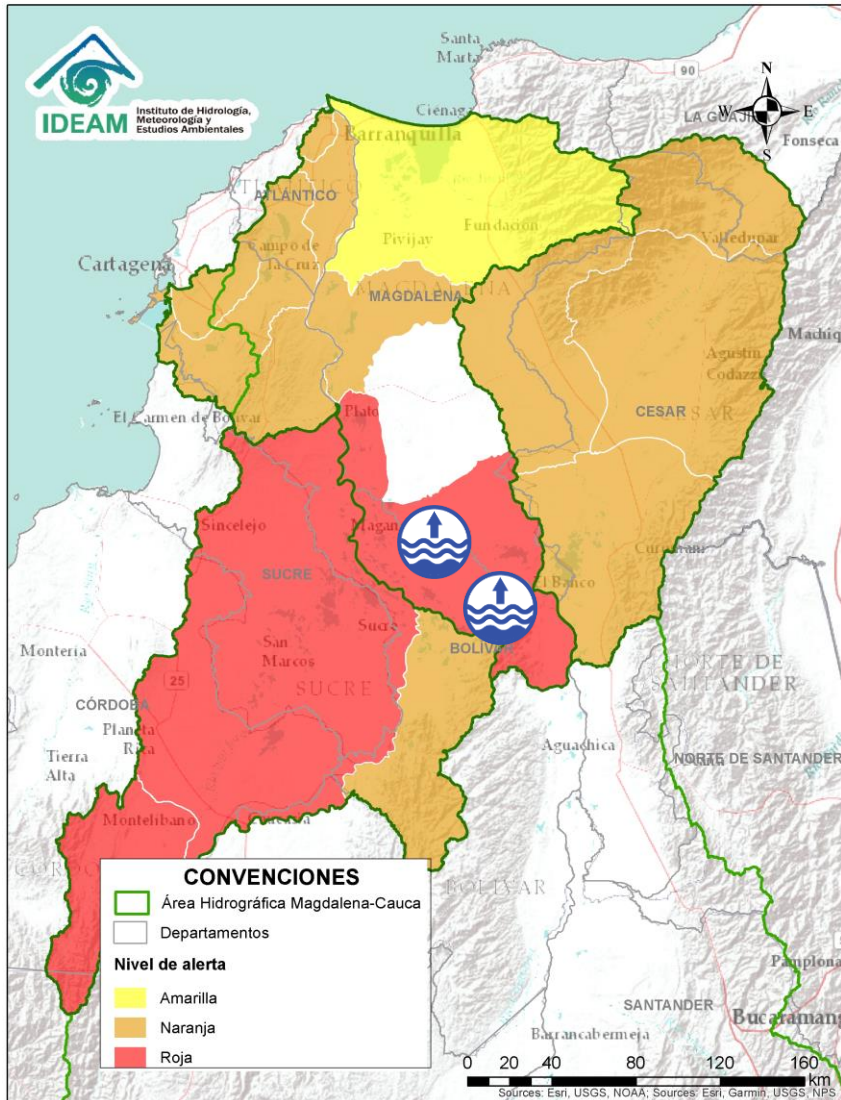 IDEAM
Instituto de Hidrología,
Meteorología y
Estudios Ambientales
Santa
Marta
90
N
W
E
S
LA GUAJI
Fonseca
Ciénaga
Barranquilla
ATLÁNTICO
Pivijay
Fundación
Valledupar
Cartagena
Campo de
la Cruz
MAGDALENA
Machiq
Agustín
Codazzi
Plato
CESAR
El Carmen de Bolívar
Sincelejo
Magan
SUCRE
El Banco
Sucre
Montería
San
Marcos
BOLÍVAR
SUCRE
25
CÓRDOBA
NORTE DE
SANTANDER
Planeta
Rica
Tierra
Alta
Aguachica
NORTE DE SANTANDER
Montelíbano
BOLÍVAR
CONVENCIONES
Área Hidrográfica Magdalena-Cauca
Departamentos
Nivel de alerta
Amarilla
Naranja
Roja
Pamplona
SANTANDER
Bucaramang
Barrancabermeja
0 20 40 80 120 160
km
Sources: Esri, USGS, NOAA; Sources: Esri, Garmin, USGS, NPS